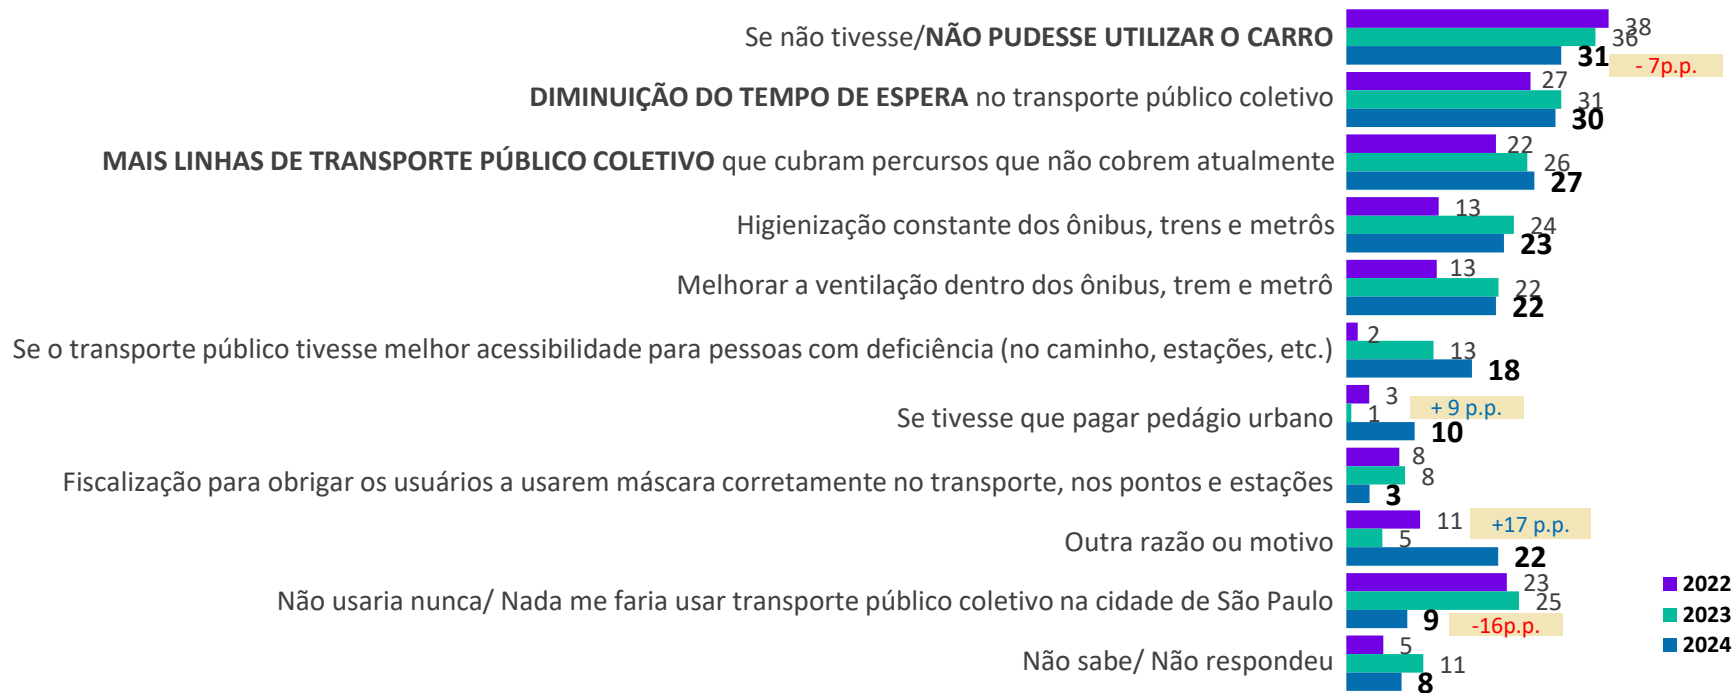 Se não tivesse/NÃO PUDESSE UTILIZAR O CARRO
38
36
31
- 7p.p.
DIMINUIÇÃO DO TEMPO DE ESPERA no transporte público coletivo
27
31
30
MAIS LINHAS DE TRANSPORTE PÚBLICO COLETIVO que cubram percursos que não cobrem atualmente
22
26
27
Higienização constante dos ônibus, trens e metrôs
13
24
23
Melhorar a ventilação dentro dos ônibus, trem e metrô
13
22
22
Se o transporte público tivesse melhor acessibilidade para pessoas com deficiência (no caminho, estações, etc.)
2
13
18
Se tivesse que pagar pedágio urbano
3
1
10
+ 9 p.p.
Fiscalização para obrigar os usuários a usarem máscara corretamente no transporte, nos pontos e estações
8
8
3
Outra razão ou motivo
11
5
22
+17 p.p.
Não usaria nunca/ Nada me faria usar transporte público coletivo na cidade de São Paulo
23
25
9
-16p.p.
Não sabe/ Não respondeu
5
11
8
2022
2023
2024